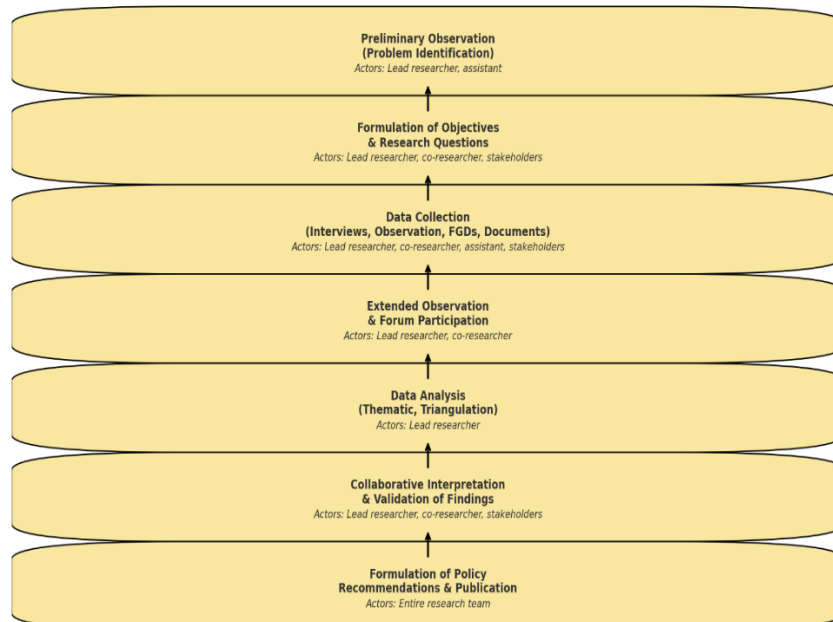 Preliminary Observation
(Problem Identification)
Actors: Lead researcher, assistant
Formulation of Objectives
& Research Questions
Actors: Lead researcher, co-researcher, stakeholders
Data Collection
(Interviews, Observation, FGDs, Documents)
Actors: Lead researcher, co-researcher, assistant, stakeholders
Extended Observation
& Forum Participation
Actors: Lead researcher, co-researcher
Data Analysis
(Thematic, Triangulation)
Actors: Lead researcher
Collaborative Interpretation
& Validation of Findings
Actors: Lead researcher, co-researcher, stakeholders
Formulation of Policy
Recommendations & Publication
Actors: Entire research team